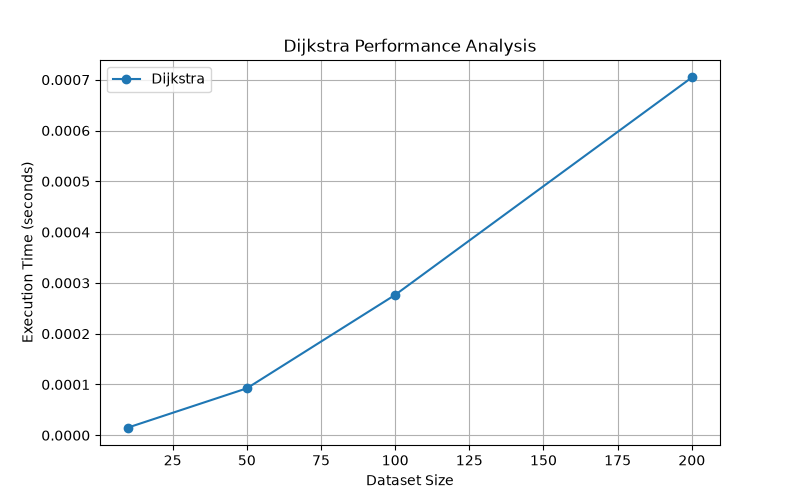 Dijkstra Performance Analysis
Dijkstra
Execution Time (seconds)
0.0007
0.0006
0.0005
0.0004
0.0003
0.0002
0.0001
0.0000
25 50 75 100 125 150 175 200
Dataset Size